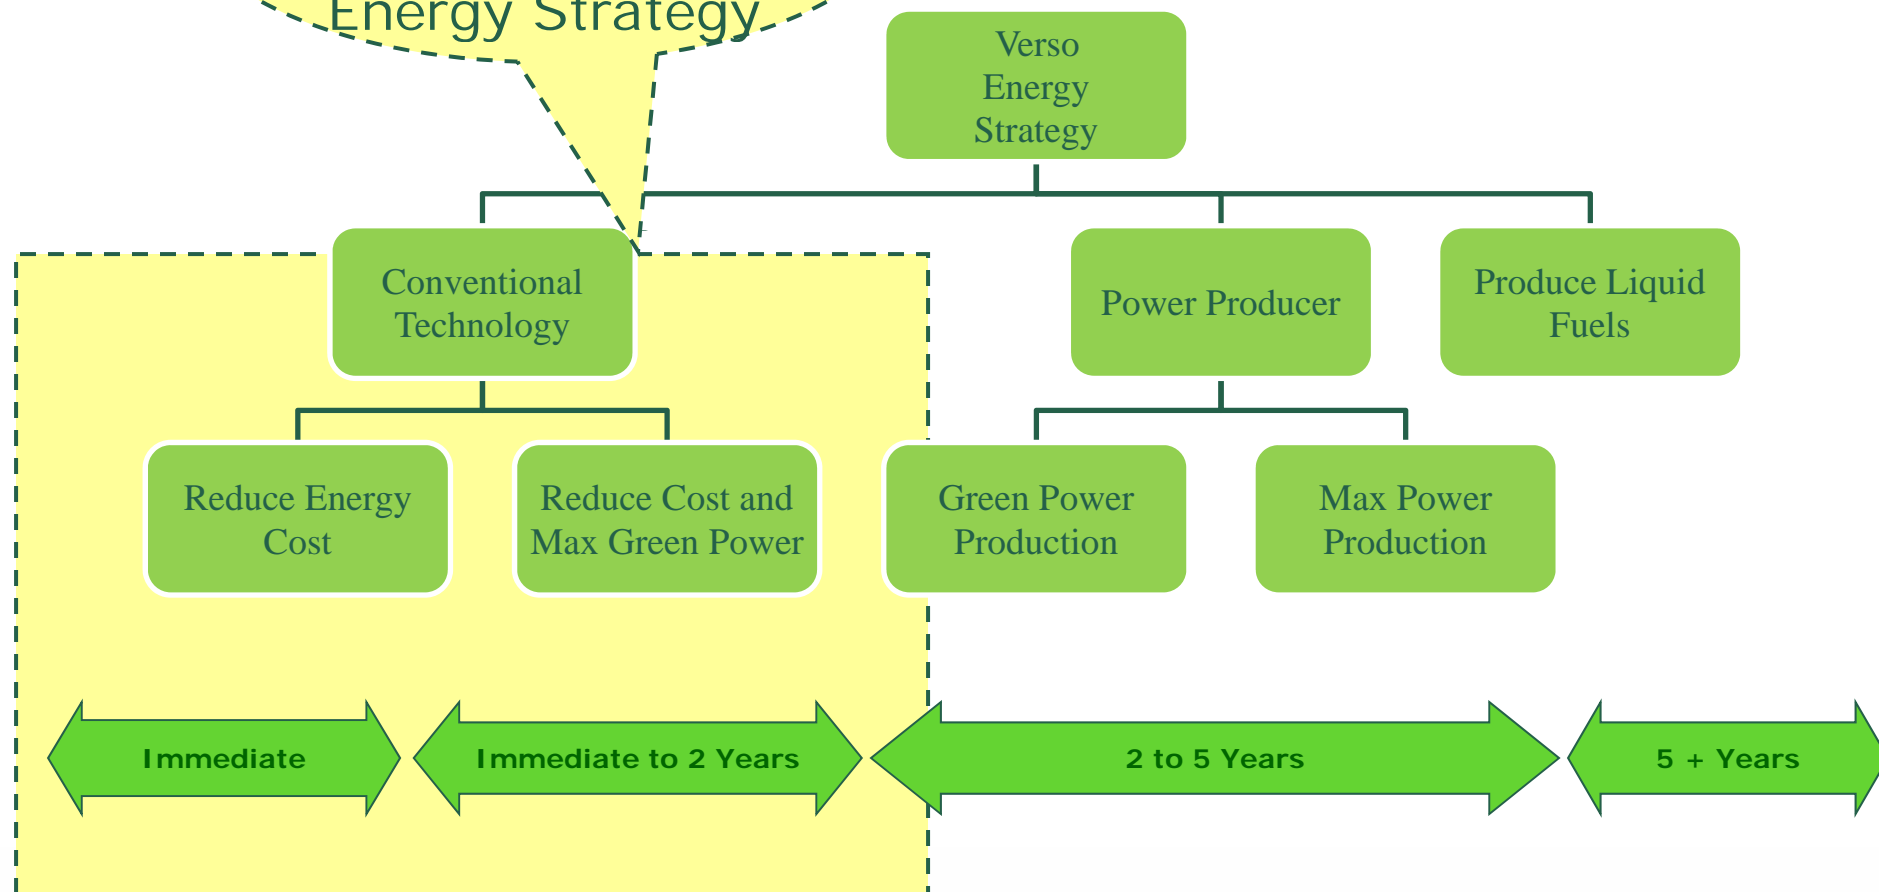 Energy Strategy
Verso
Energy
Strategy
Conventional
Technology
Power Producer
Produce Liquid
Fuels
Reduce Energy
Cost
Reduce Cost and
Max Green Power
Green Power
Production
Max Power
Production
Immediate
Immediate to 2 Years
2 to 5 Years
5 + Years